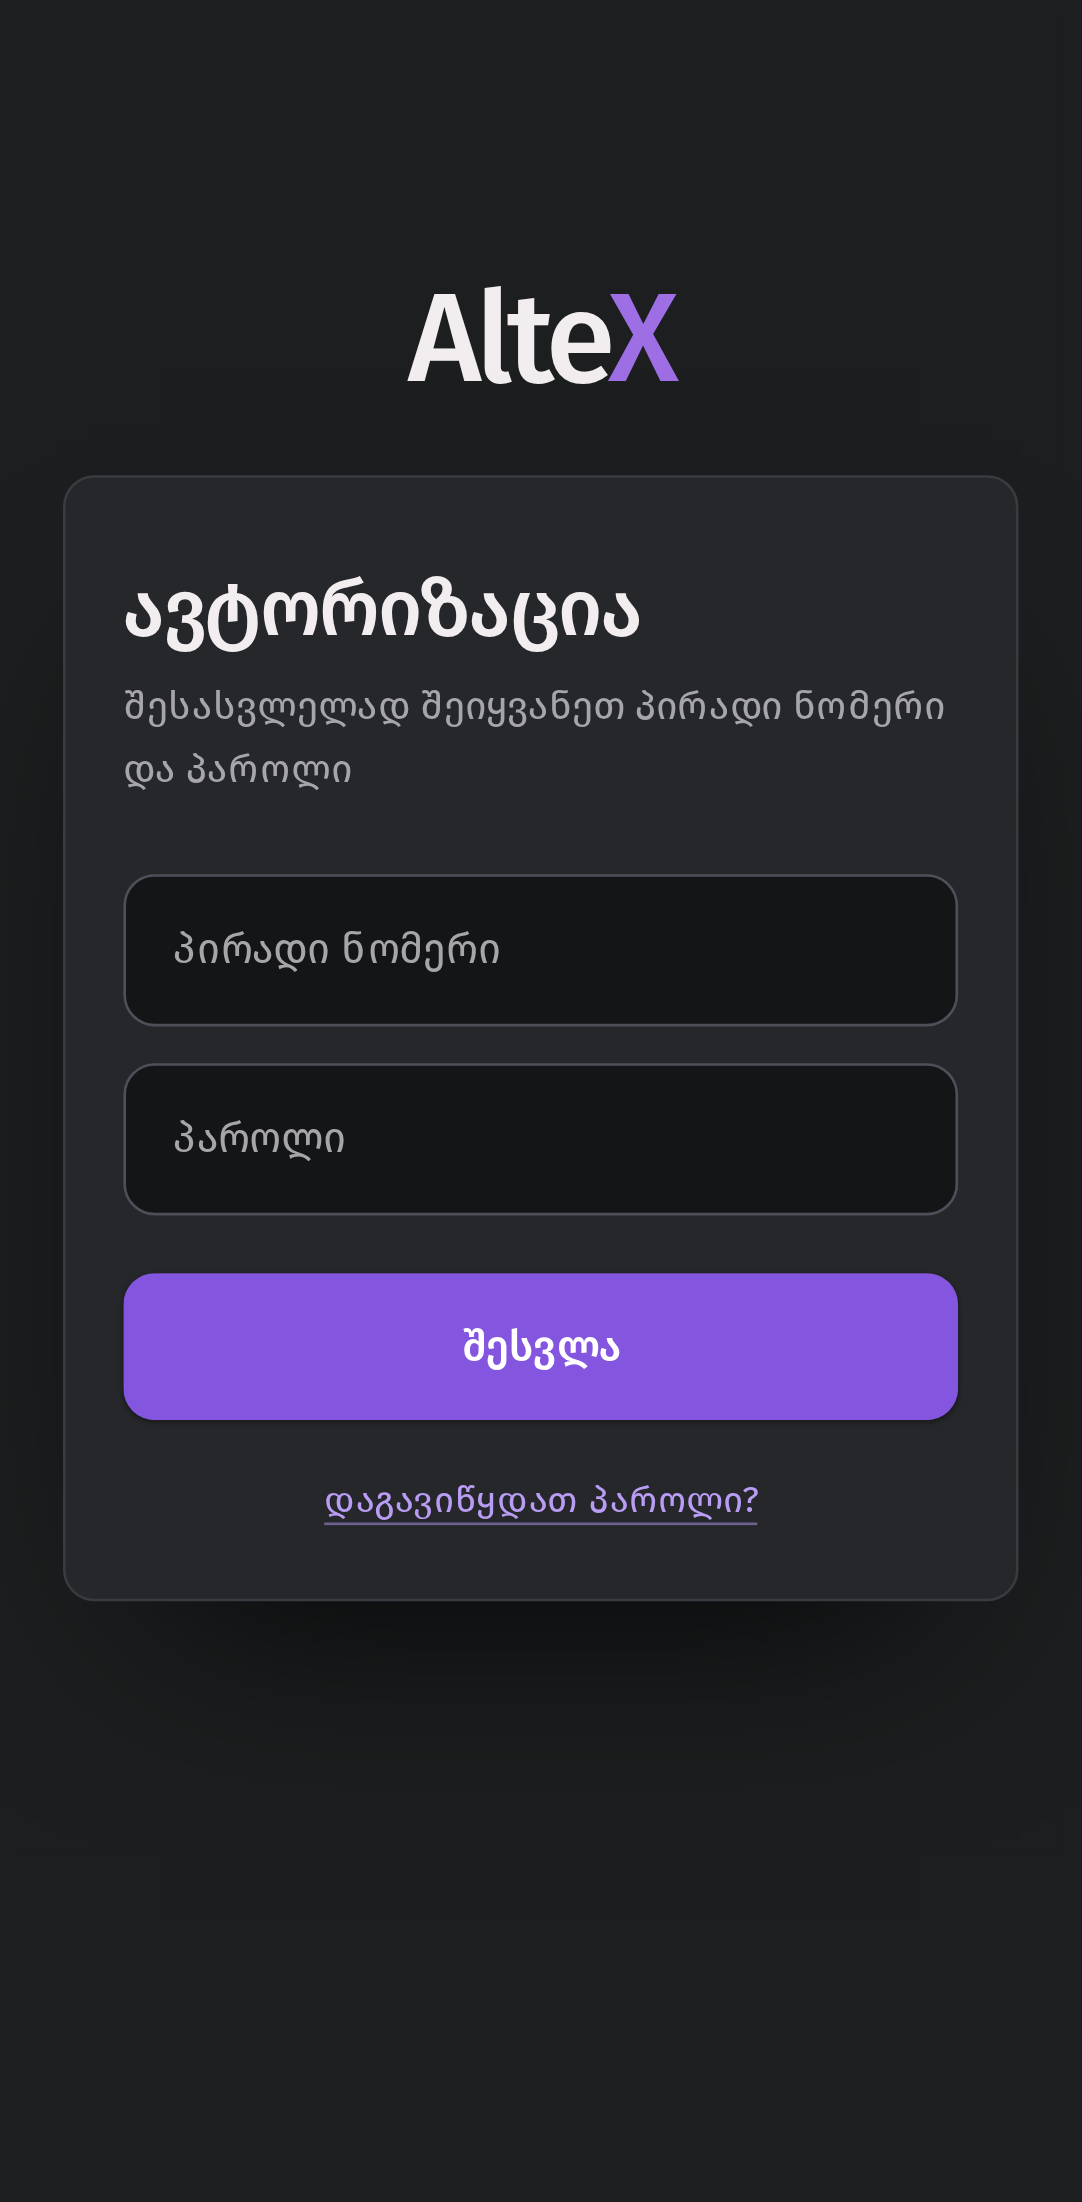 AlteX
ავტორიზაცია
შესასვლელად შეიყვანეთ პირადი ნომერი
და პაროლი
პირადი ნომერი
პაროლი
შესვლა
დაგავიწყდათ პაროლი?